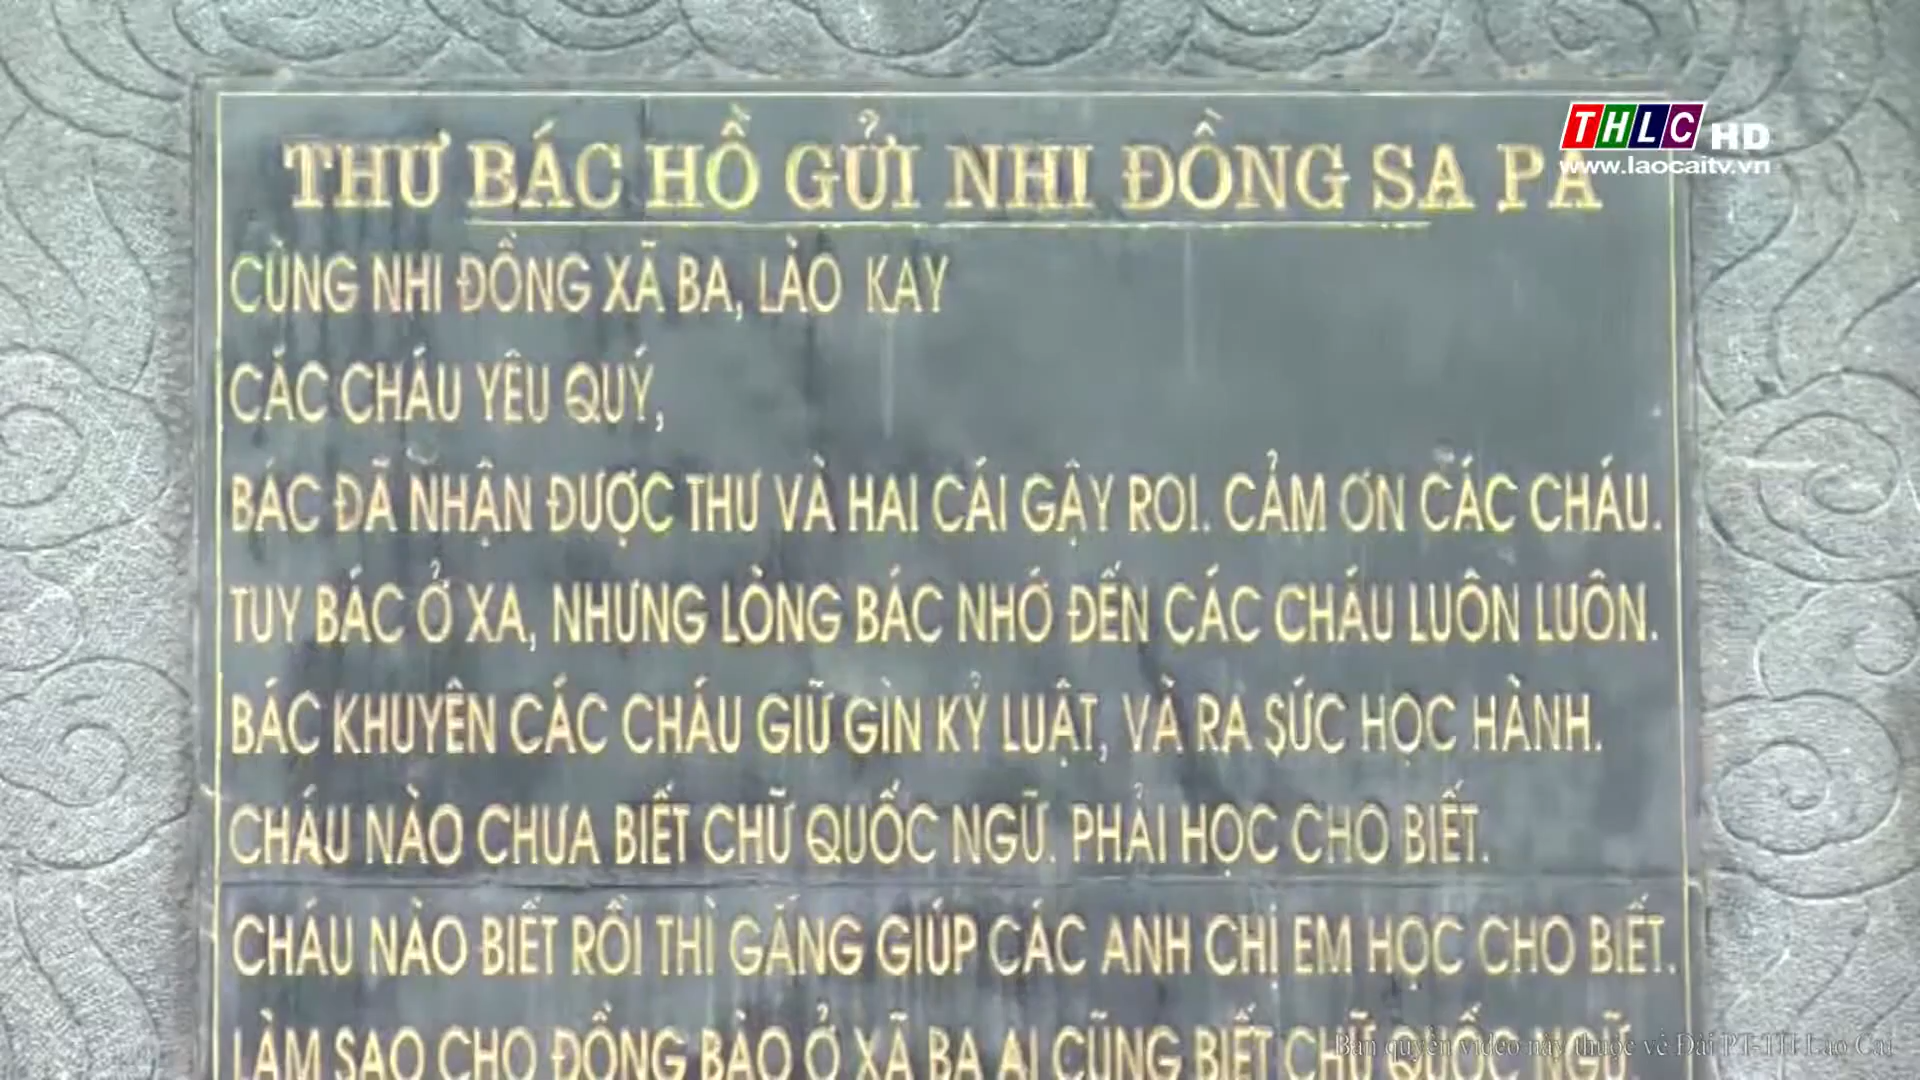 THLC HD
www.laocaitv.vn
THƯ BÁC HỒ GỬI NHI ĐỒNG SA PA
CÙNG NHI ĐỒNG XÃ BA, LÀO KAY
CÁC CHÁU YÊU QUÝ,
BÁC ĐÃ NHẬN ĐƯỢC THƯ VÀ HAI CÁI GẬY ROI. CẢM ƠN CÁC CHÁU.
TUY BÁC Ở XA, NHƯNG LÒNG BÁC NHỚ ĐẾN CÁC CHÁU LUÔN LUÔN.
BÁC KHUYÊN CÁC CHÁU GIỮ GÌN KỶ LUẬT, VÀ RA SỨC HỌC HÀNH.
CHÁU NÀO CHƯA BIẾT CHỮ QUỐC NGỮ. PHẢI HỌC CHO BIẾT.
CHÁU NÀO BIẾT RỒI THÌ GẮNG GIÚP CÁC ANH CHỊ EM HỌC CHO BIẾT.
LÀM SAO CHO ĐỒNG BÀO Ở XÃ BA AI CŨNG BIẾT CHỮ QUỐC NGỮ
Bản quyền video này thuộc về Đài PT-TH Lào Cai